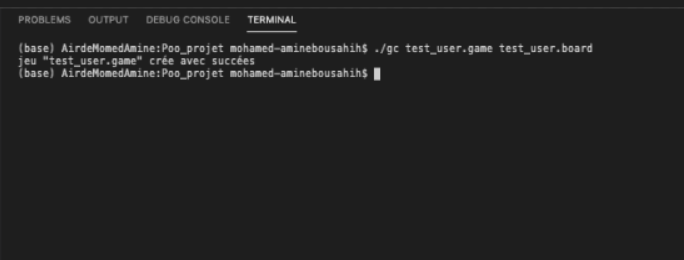 PROBLEMS OUTPUT DEBUG CONSOLE TERMINAL
(base) AirdeMomedAmine:Poo_projet mohamed-aminebousahih$ ./gc test_user.game test_user.board
jeu "test_user.game" crée avec succées
(base) AirdeMomedAmine:Poo_projet mohamed-aminebousahih$